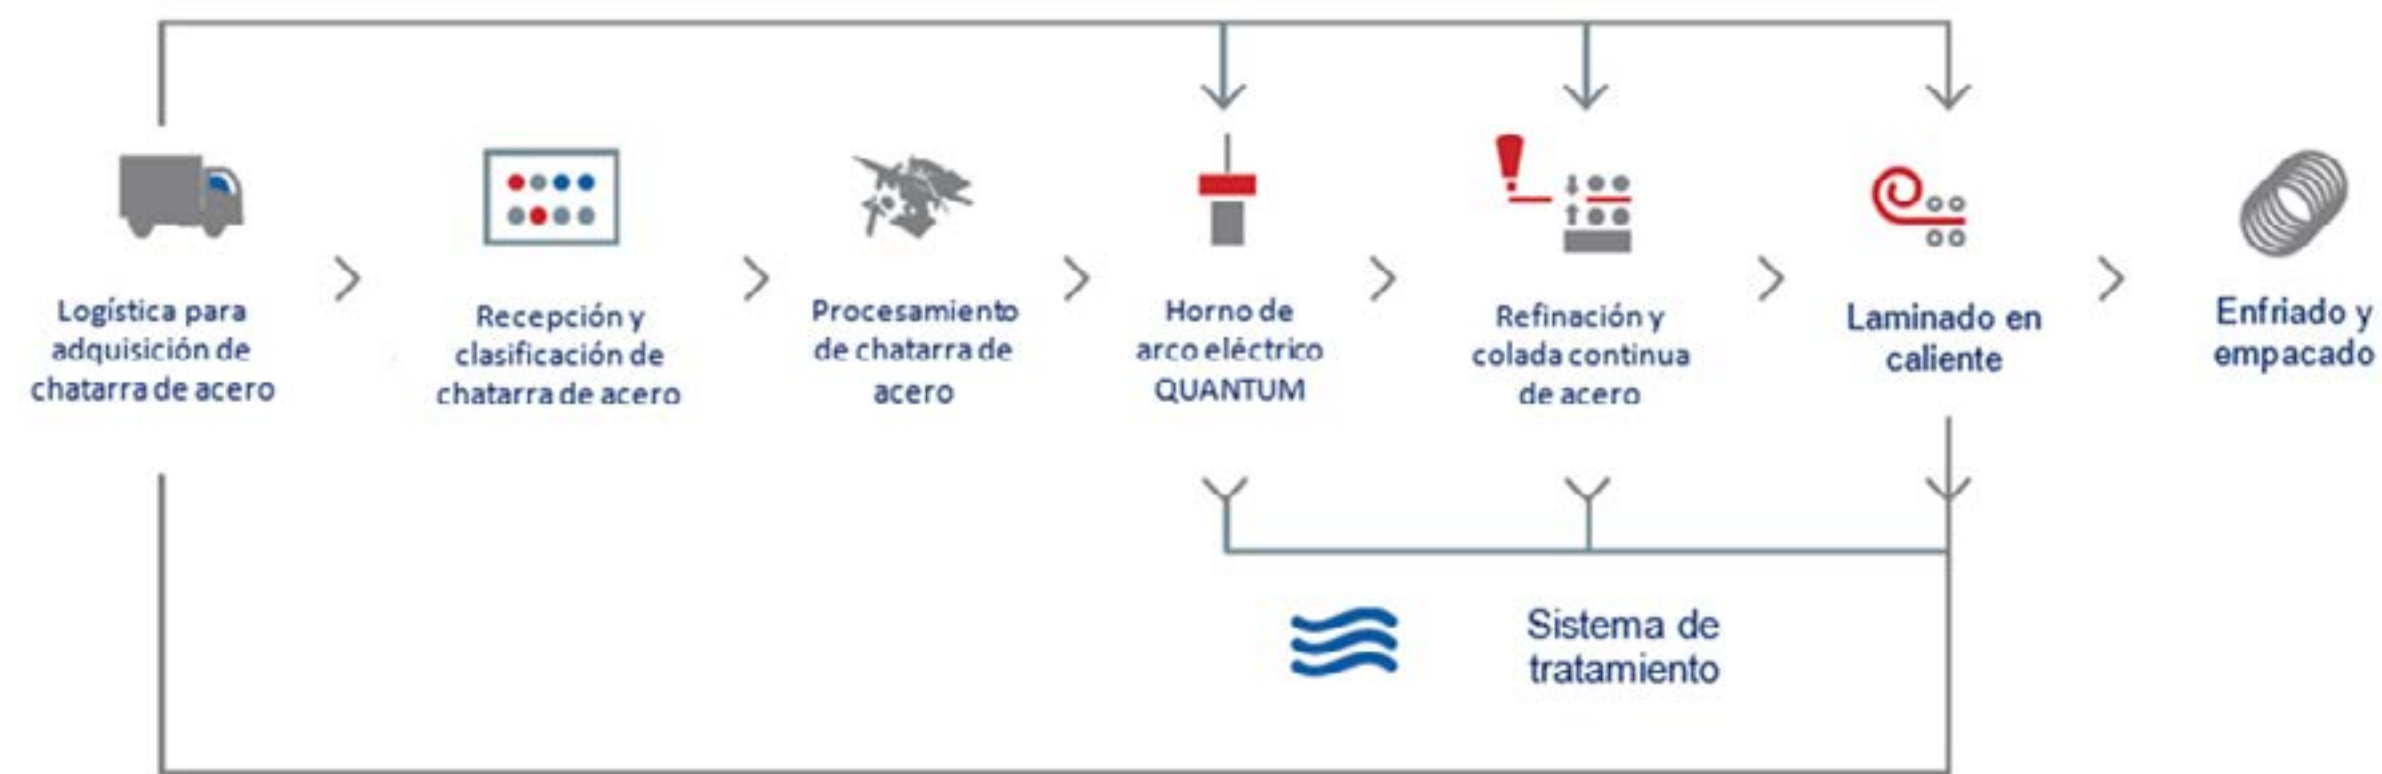 Logística para
adquisición de
chatarra de acero
Recepción y
clasificación de
chatarra de acero
Procesamiento
de chatarra de
acero
Horno de
arco eléctrico
QUANTUM
Refinación y
colada continua
de acero
Laminado en
caliente
Enfriado y
empacado
Sistema de
tratamiento